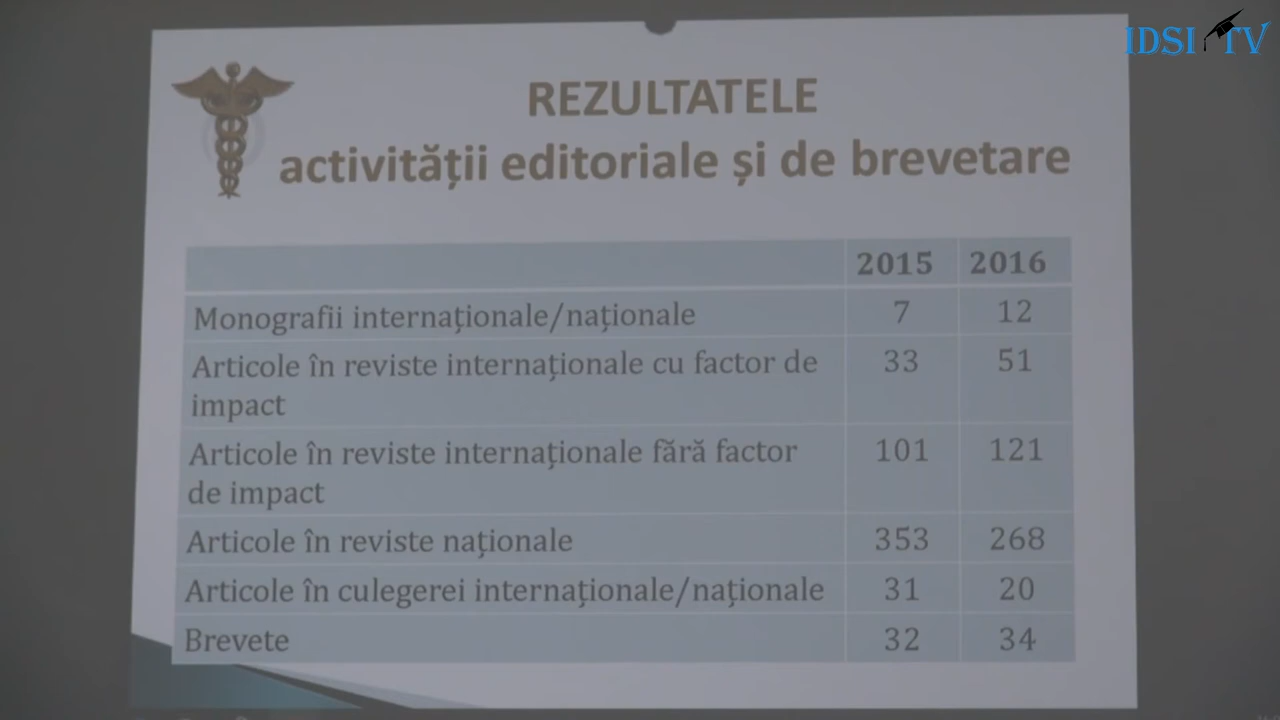 IDSI TV
REZULTATELE
activității editoriale și de brevetare
2015 2016
Monografii internaționale/naționale 7 12
Articole în reviste internaționale cu factor de 33 51
impact
Articole în reviste internaționale fără factor 101 121
de impact
Articole în reviste naționale 353 268
Articole în culegerei internaționale/naționale 31 20
Brevete 32 34